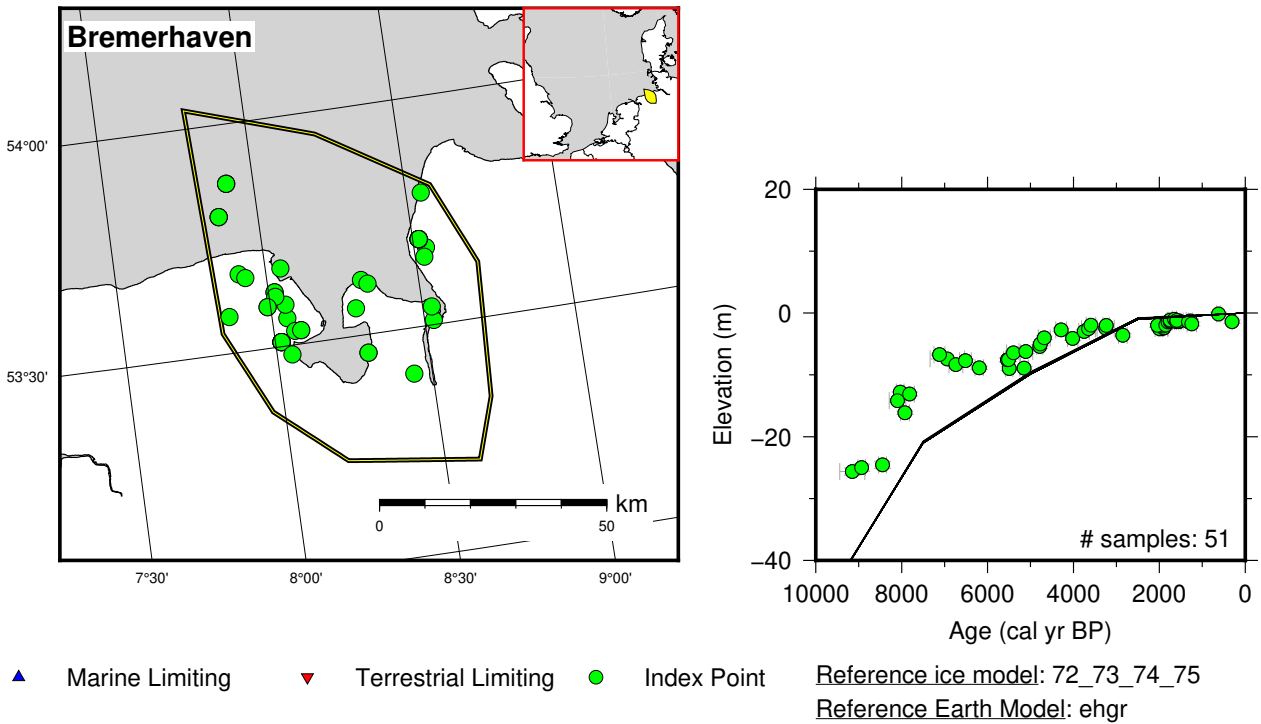 Bremerhaven
54°00'
53°30'
7°30'
8°00'
8°30'
9°00'
km
0
50
20
0
−20
−40
Elevation (m)
# samples: 51
10000
8000
6000
4000
2000
0
Age (cal yr BP)
Marine Limiting
Terrestrial Limiting
Index Point
Reference ice model: 72_73_74_75
Reference Earth Model: ehgr